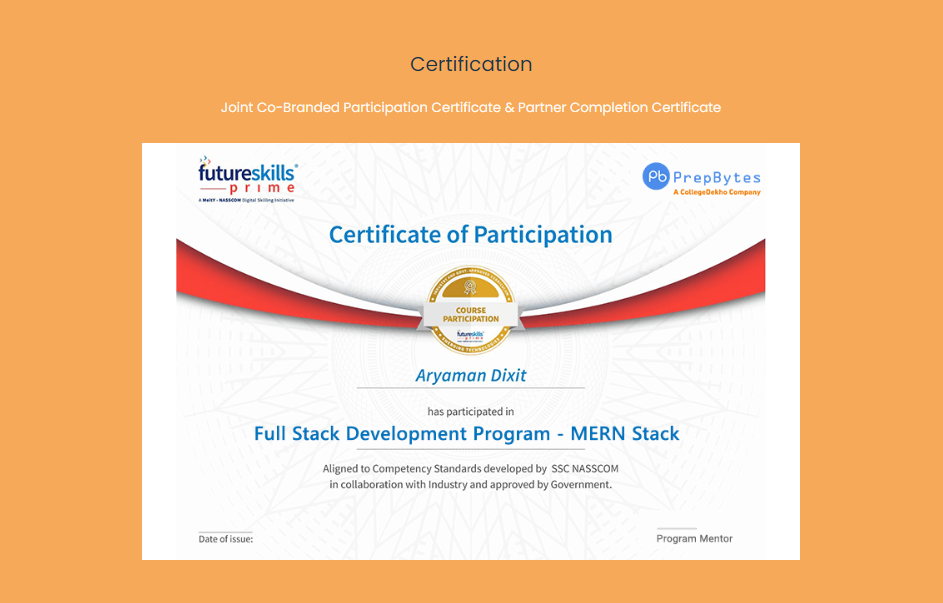 Certification
Joint Co-Branded Participation Certificate & Partner Completion Certificate
futureskills®
prime
A MeitY - NASSCOM Digital Skilling Initiative
Pb PrepBytes
A CollegeDekho Company
Certificate of Participation
COURSE
PARTICIPATION
futureskills
prime
EMERGING TECHNOLOGIES
Aryaman Dixit
has participated in
Full Stack Development Program - MERN Stack
Aligned to Competency Standards developed by SSC NASSCOM
in collaboration with Industry and approved by Government.
Date of issue:
Program Mentor